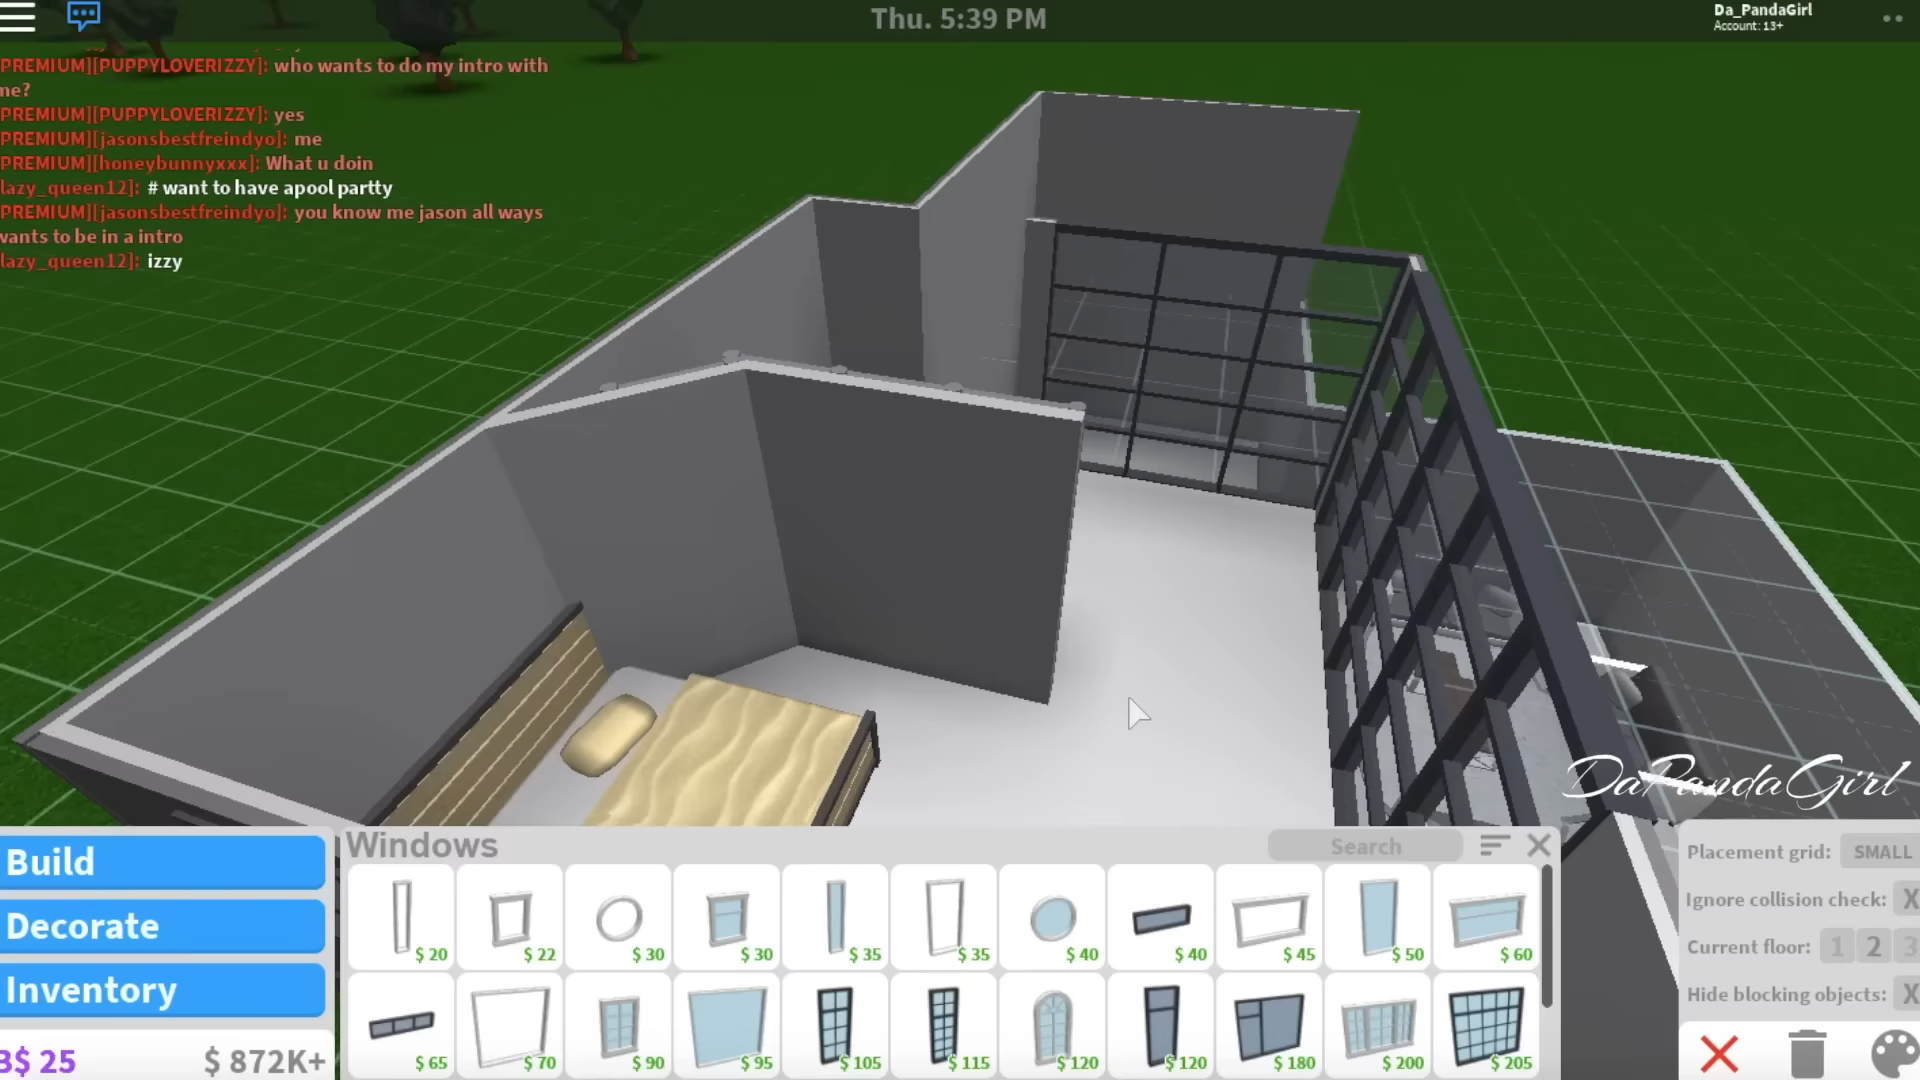 Thu. 5:39 PM
Da_PandaGirl
Account: 13+
PREMIUM][PUPPYLOVERIZZY]: who wants to do my intro with
me?
PREMIUM][PUPPYLOVERIZZY]: yes
PREMIUM][jasonsbestfreindyo]: me
PREMIUM][honeybunnyxxx]: What u doin
lazy_queen12]: # want to have apool partty
PREMIUM][jasonsbestfreindyo]: you know me jason all ways
wants to be in a intro
lazy_queen12]: izzy
DaPandaGirl
Build
Decorate
Inventory
B$ 25
$ 872K+
Windows
Search
$ 20 $ 22 $ 30 $ 30 $ 35 $ 35 $ 40 $ 40 $ 45 $ 50 $ 60
$ 65 $ 70 $ 90 $ 95 $ 105 $ 115 $ 120 $ 120 $ 180 $ 200 $ 205
Placement grid: SMALL
Ignore collision check: X
Current floor: 1 2 3
Hide blocking objects: X